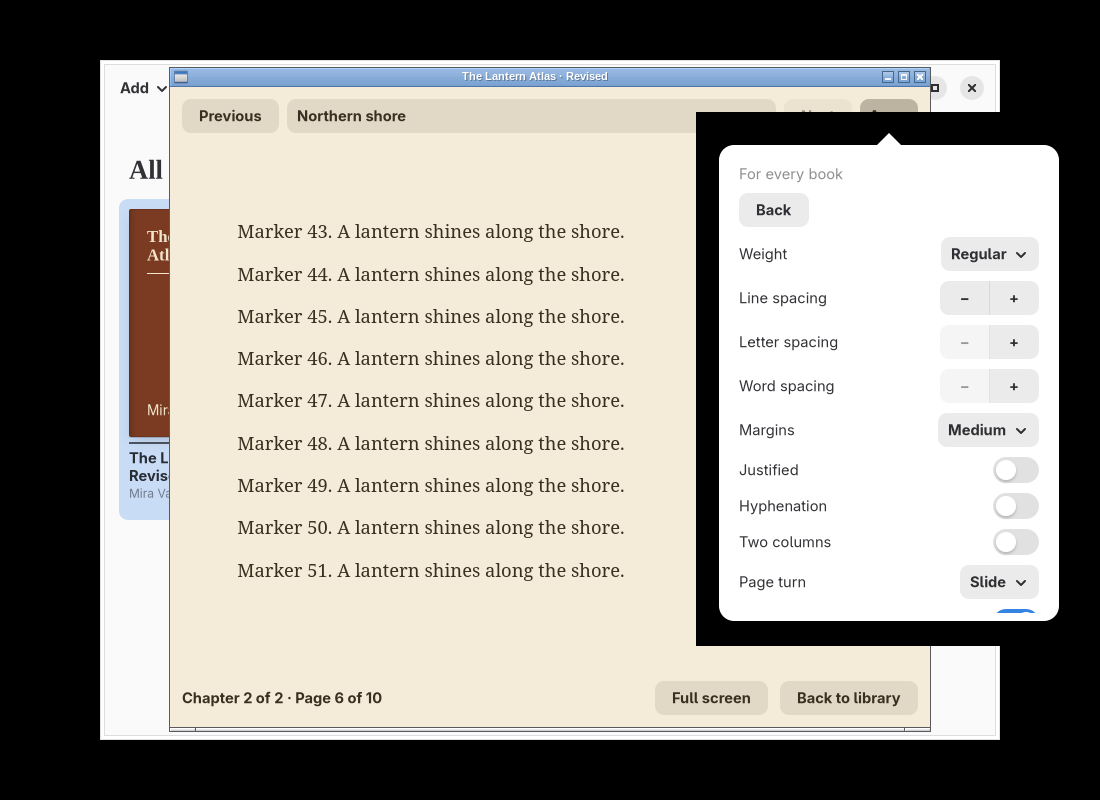 The Lantern Atlas · Revised
Add
Previous
Northern shore
All
The L
Revis
Mira Va
Marker 43. A lantern shines along the shore.
Marker 44. A lantern shines along the shore.
Marker 45. A lantern shines along the shore.
Marker 46. A lantern shines along the shore.
Marker 47. A lantern shines along the shore.
Marker 48. A lantern shines along the shore.
Marker 49. A lantern shines along the shore.
Marker 50. A lantern shines along the shore.
Marker 51. A lantern shines along the shore.
Chapter 2 of 2 · Page 6 of 10
Full screen
Back to library
For every book
Back
Weight
Regular
Line spacing
− +
Letter spacing
− +
Word spacing
− +
Margins
Medium
Justified
Hyphenation
Two columns
Page turn
Slide